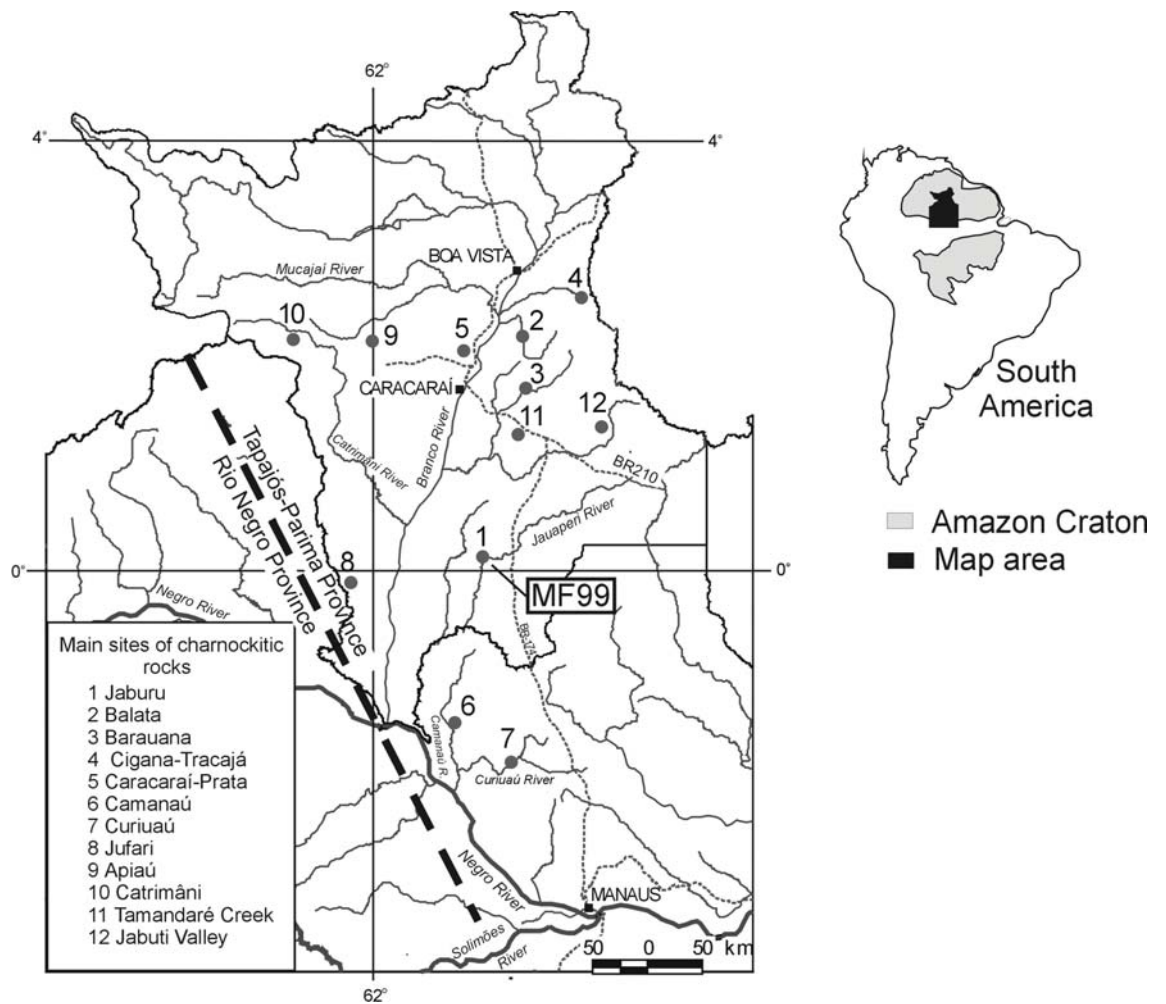 62°
4°
4°
BOA VISTA
Mucajaí River
4
10
9
5
2
CARACARAÍ
3
12
11
Catrimâni River
Branco River
BR210
Tapajós-Parima Province
Rio Negro Province
Jauaperi River
1
0°
8
0°
MF99
Negro River
BR-174
Main sites of charnockitic
rocks
1 Jaburu
2 Balata
3 Barauana
4 Cigana-Tracajá
5 Caracaraí-Prata
6 Camanaú
7 Curiuaú
8 Jufari
9 Apiaú
10 Catrimâni
11 Tamandaré Creek
12 Jabuti Valley
6
Camanaú R.
7
Curiuaú River
Negro River
MANAUS
Solimões
River
50 0 50 km
62°
South
America
Amazon Craton
Map area